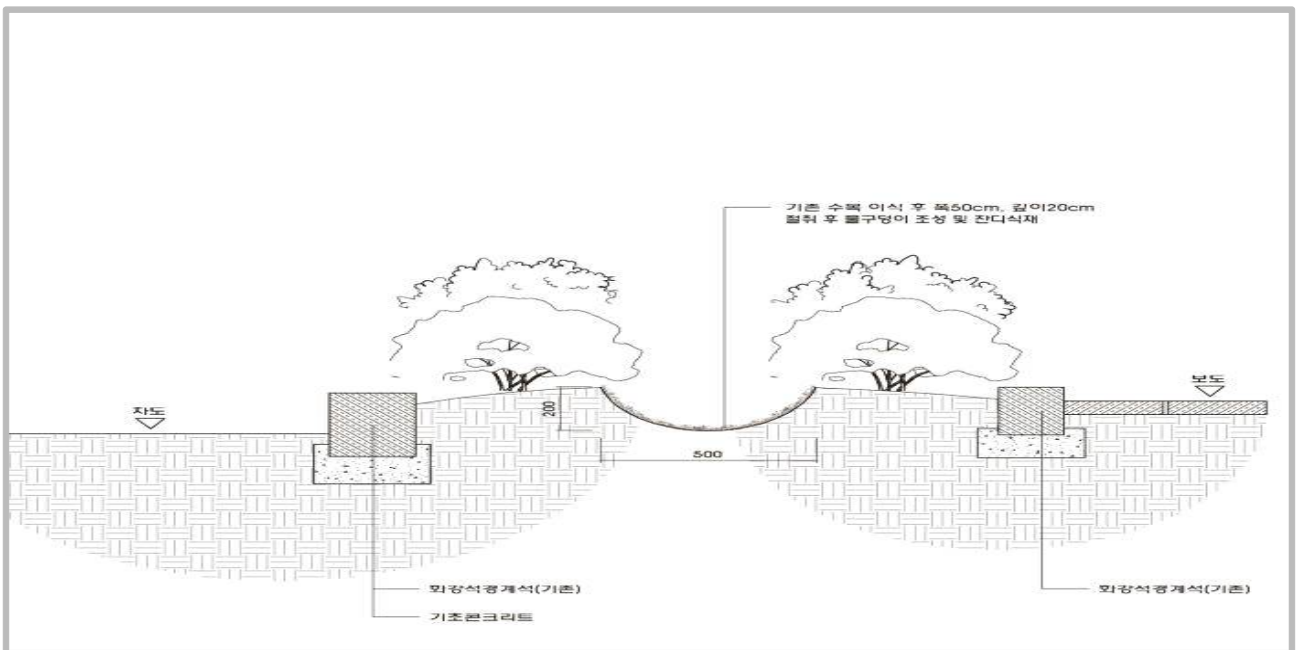 기존 수목 이식 후 폭50cm, 깊이20cm
절취 후 물구덩이 조성 및 잔디식재
차도
보도
200
500
화강석경계석(기존)
화강석경계석(기존)
기초콘크리트